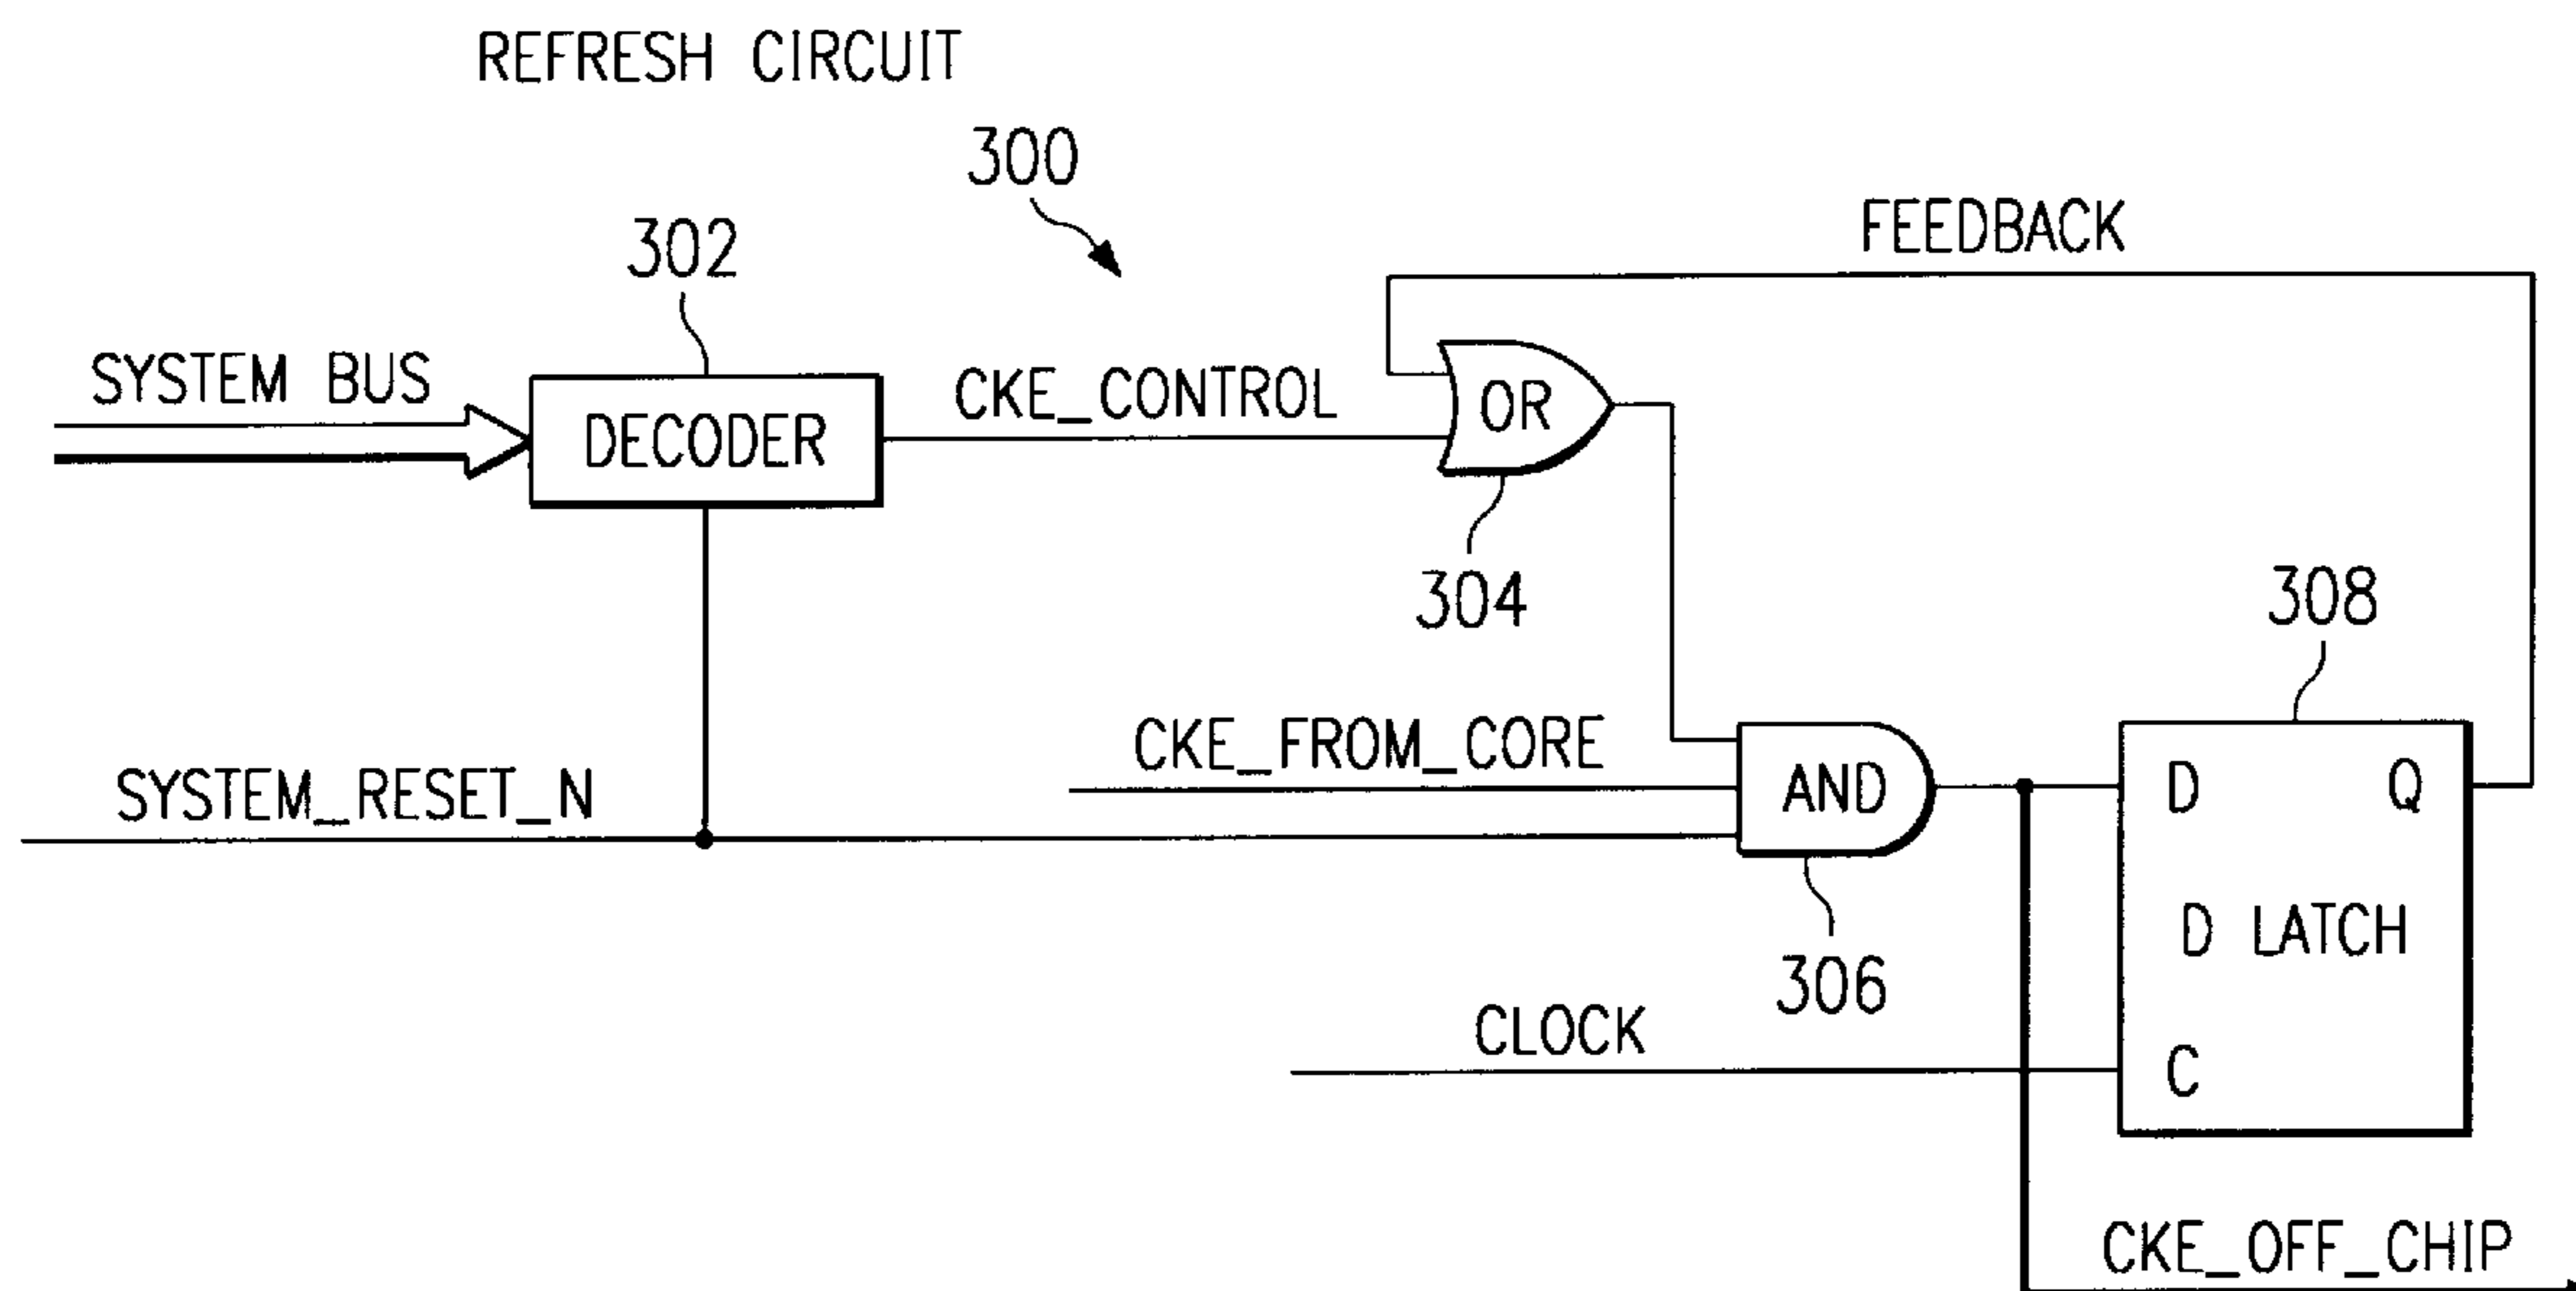 REFRESH CIRCUIT
300
302
FEEDBACK
SYSTEM BUS
DECODER
CKE_CONTROL
OR
304
308
CKE_FROM_CORE
SYSTEM_RESET_N
AND
D Q
D LATCH
306
CLOCK
C
CKE_OFF_CHIP